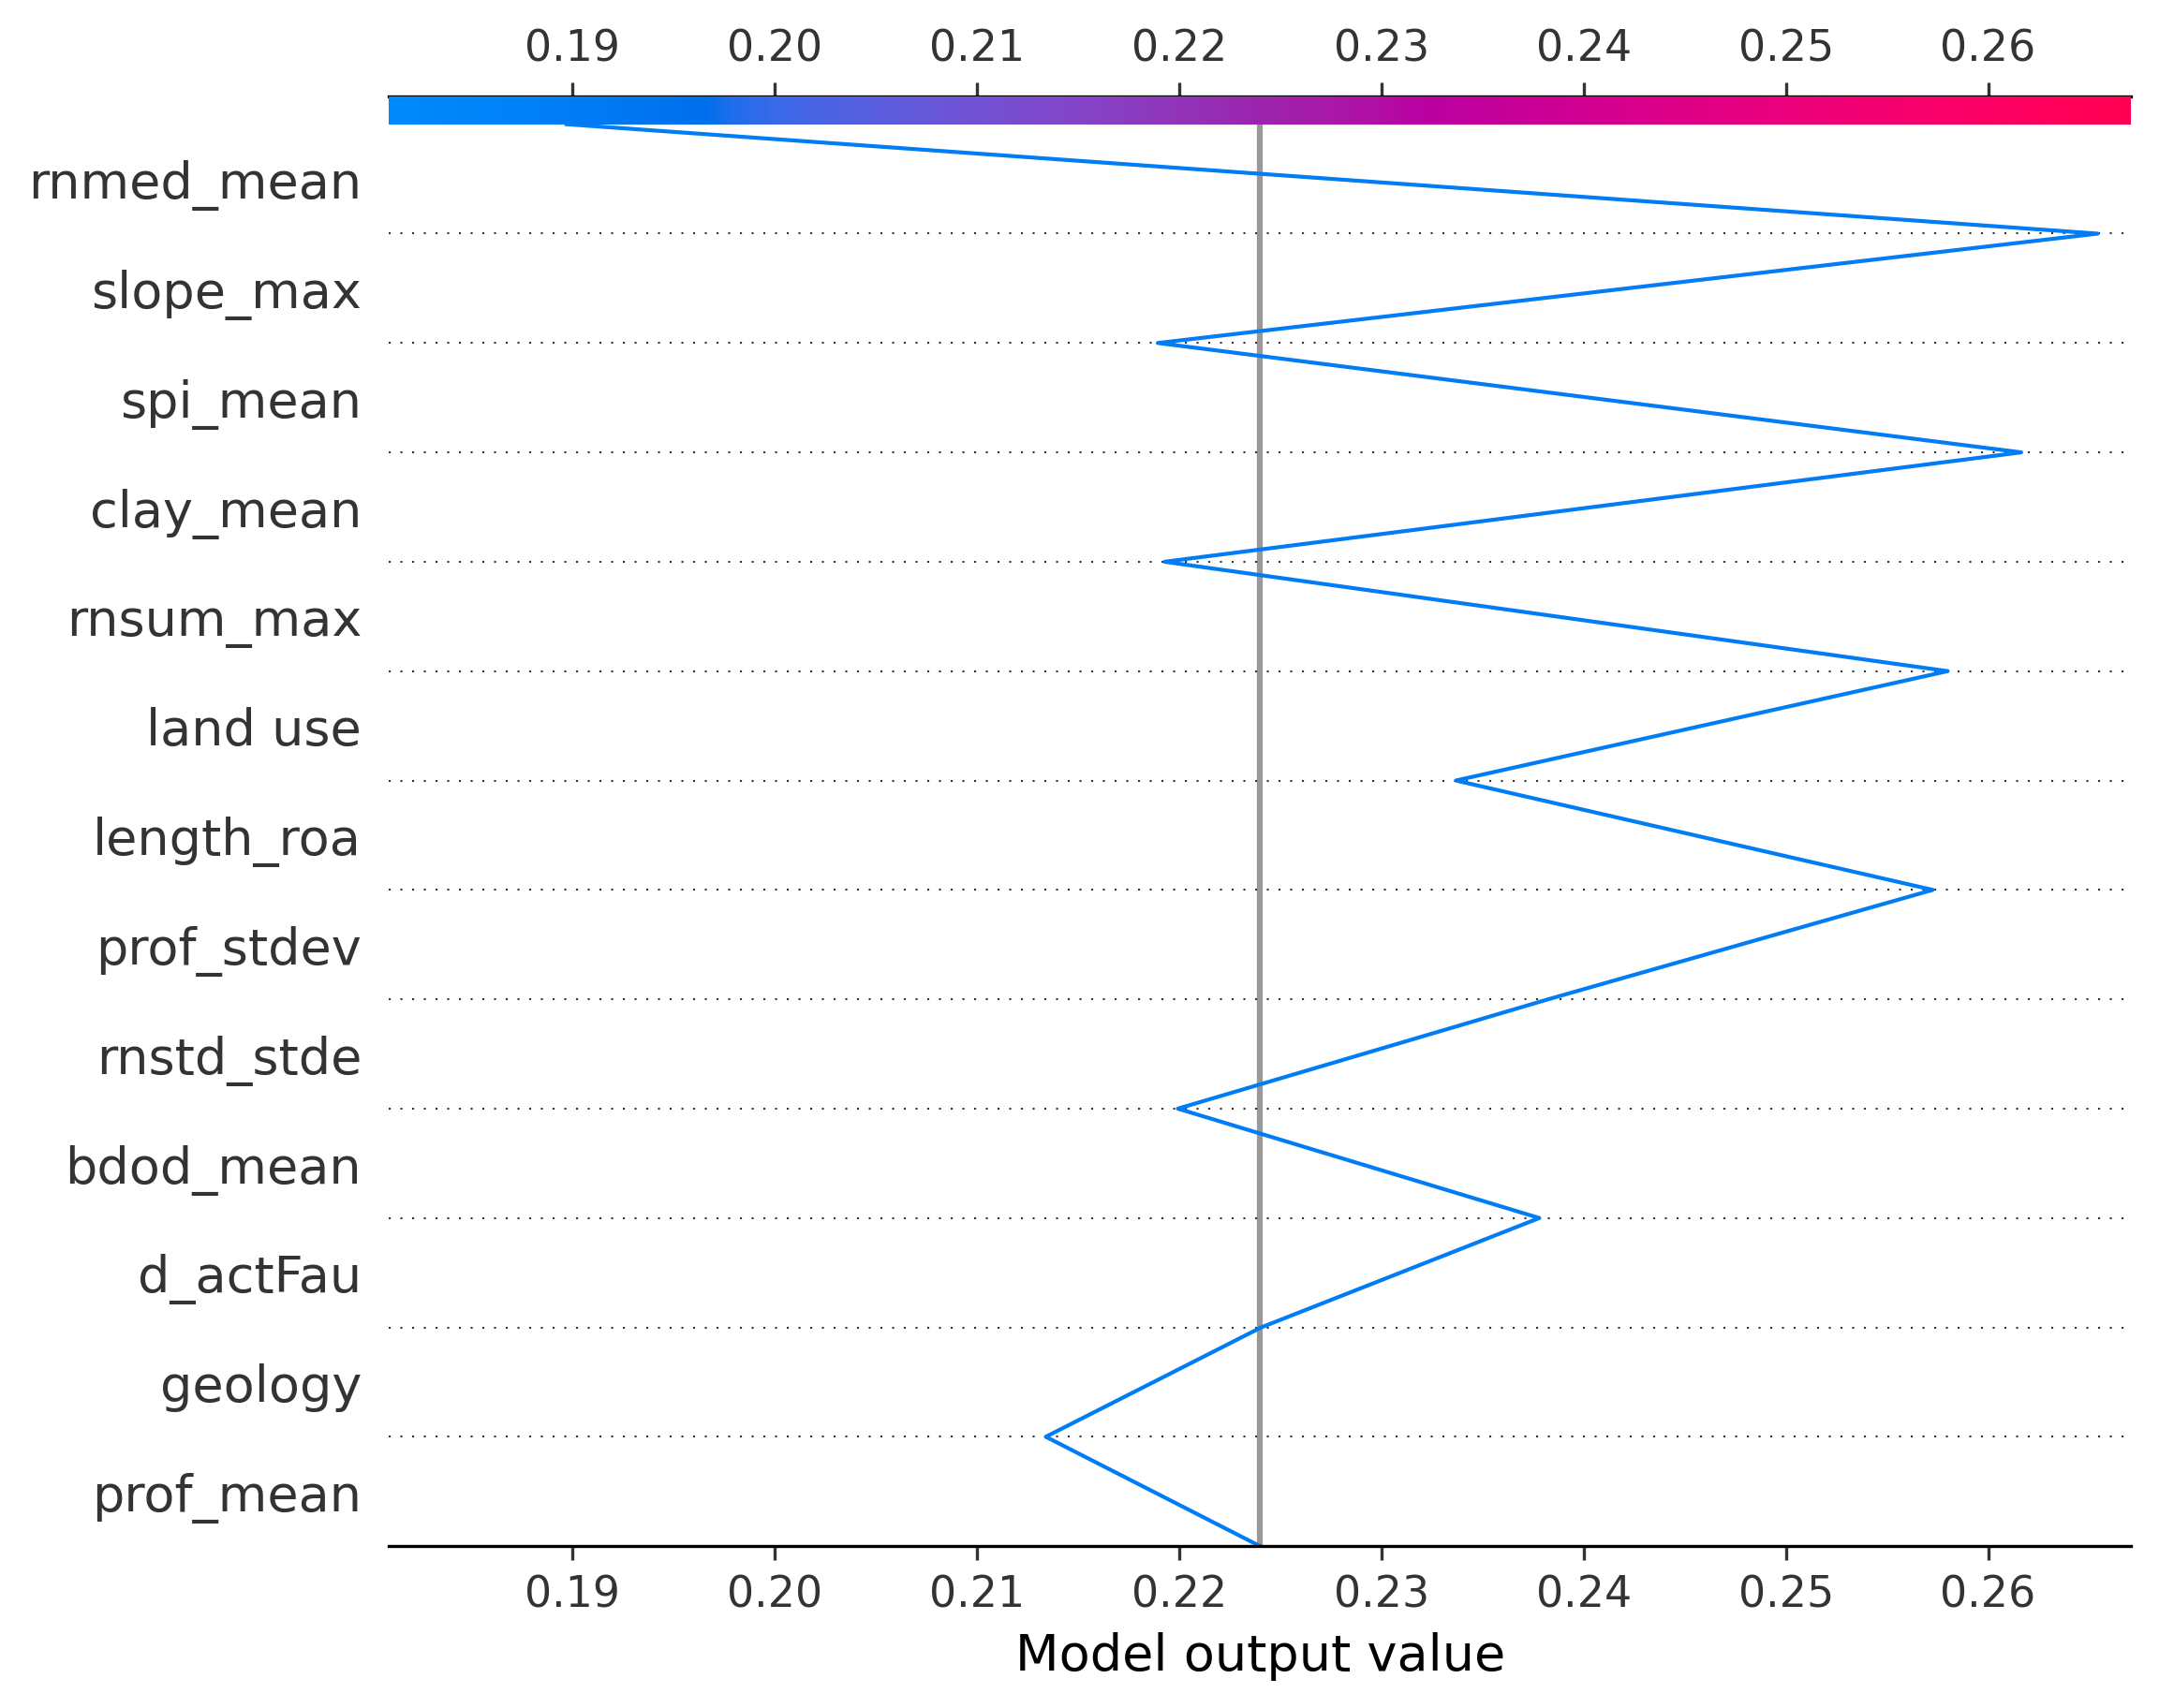 0.19 0.20 0.21 0.22 0.23 0.24 0.25 0.26
rnmed_mean
slope_max
spi_mean
clay_mean
rnsum_max
land use
length_roa
prof_stdev
rnstd_stde
bdod_mean
d_actFau
geology
prof_mean
0.19 0.20 0.21 0.22 0.23 0.24 0.25 0.26
Model output value